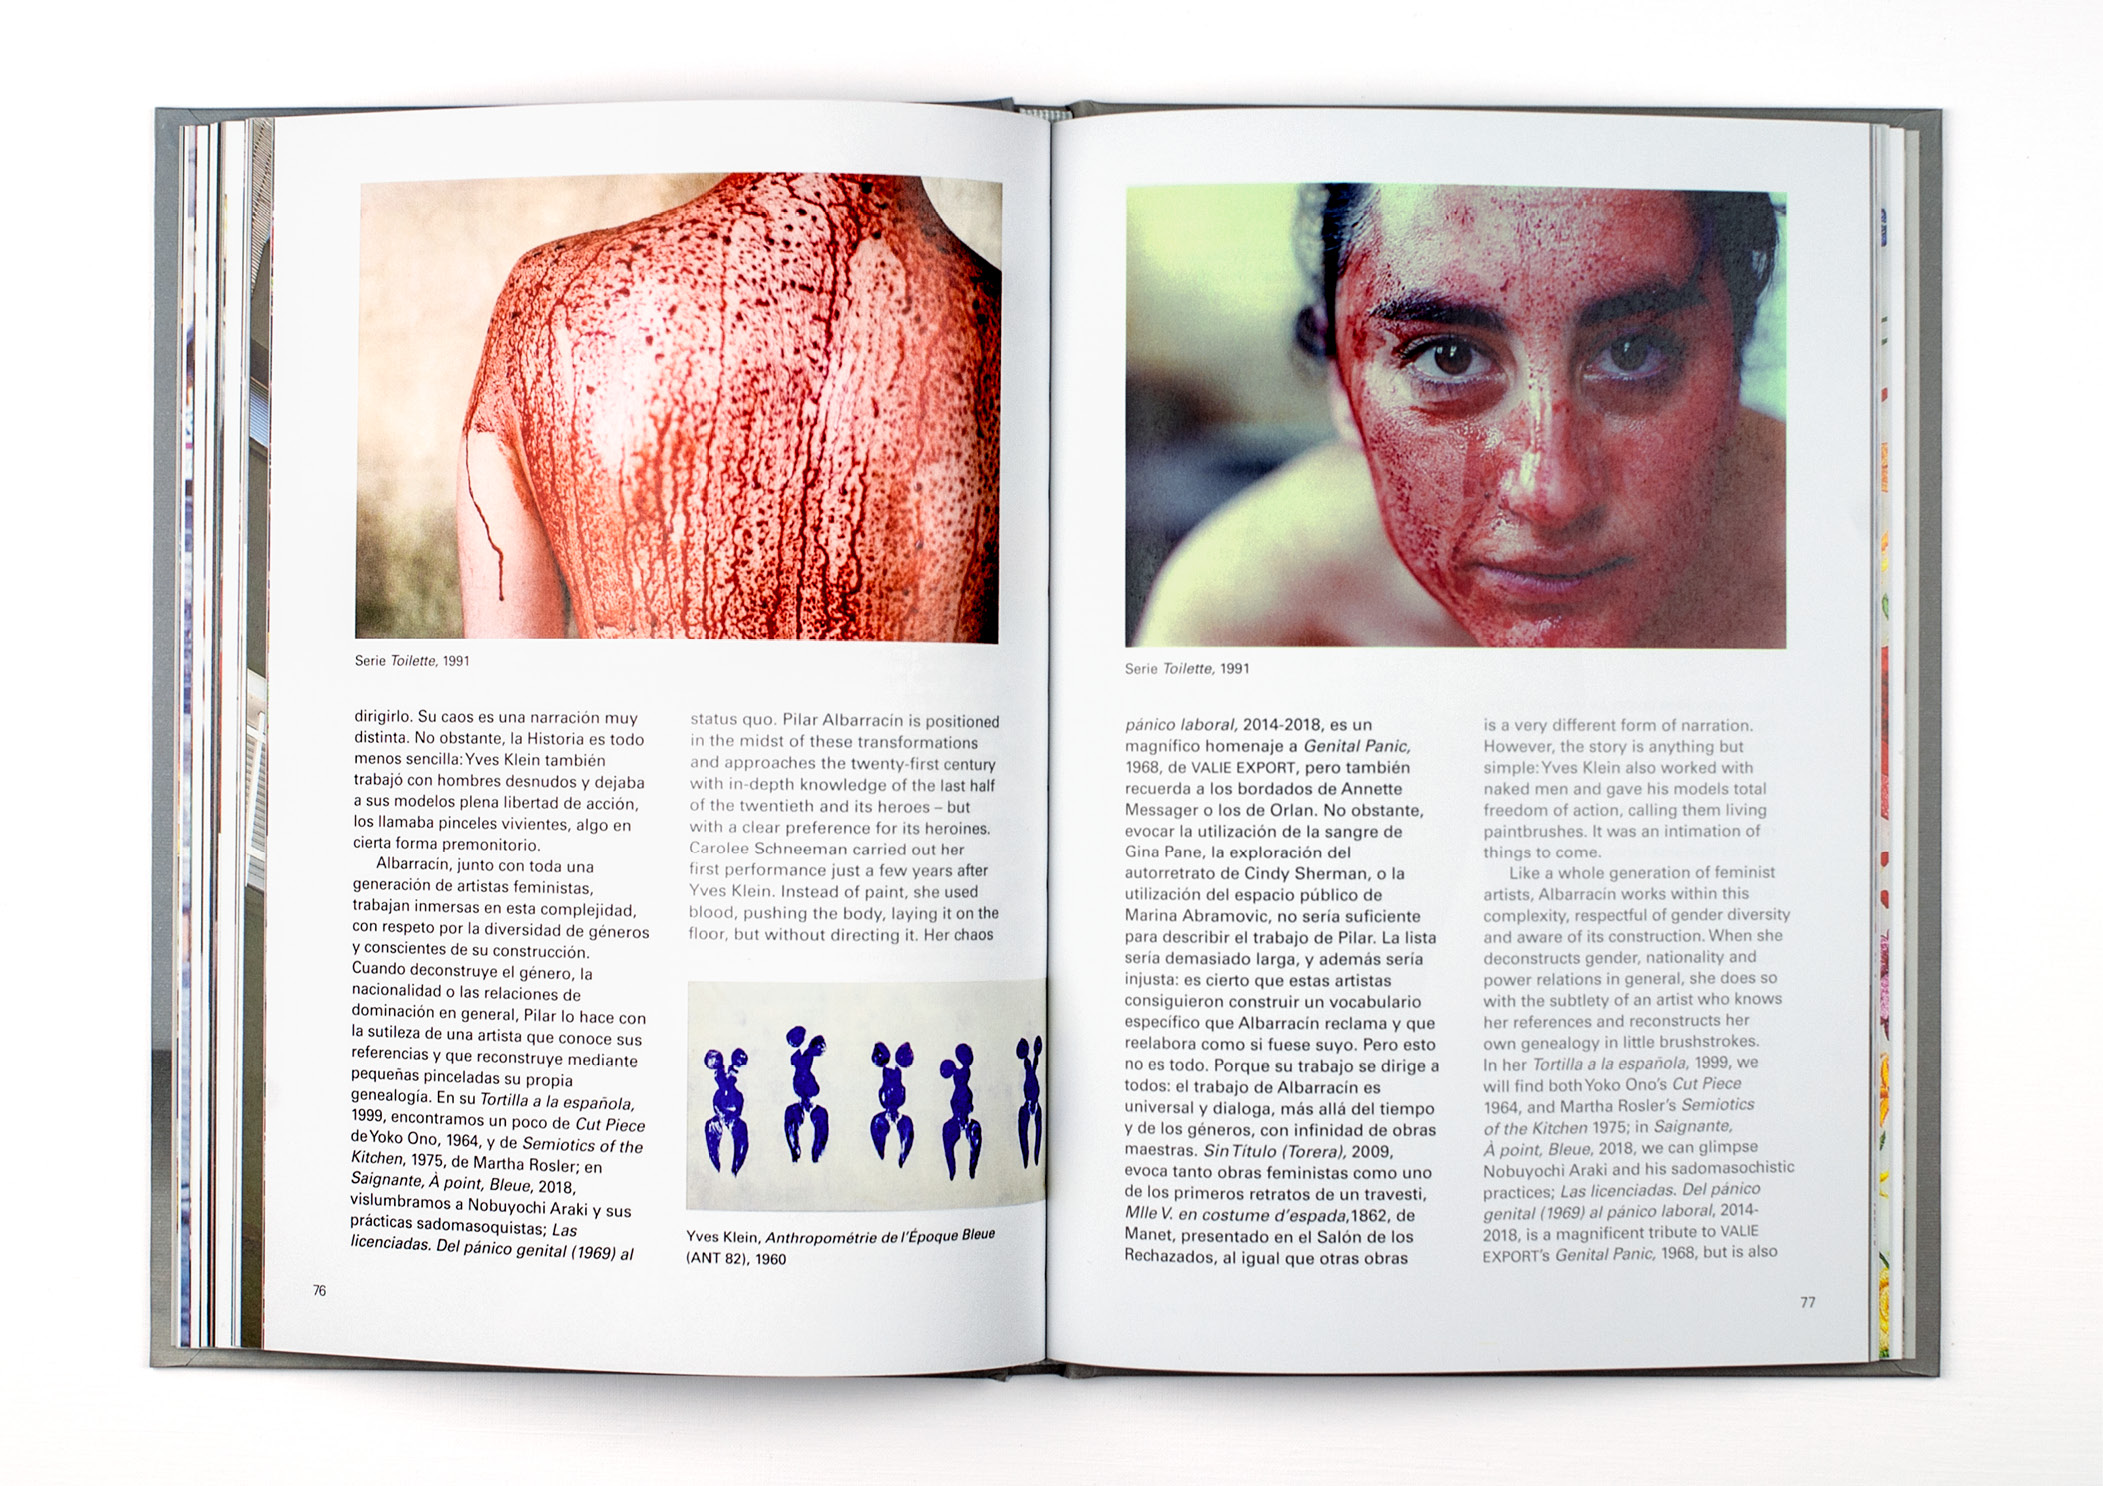 Serie Toilette, 1991
dirigirlo. Su caos es una narración muy
distinta. No obstante, la Historia es todo
menos sencilla: Yves Klein también
trabajó con hombres desnudos y dejaba
a sus modelos plena libertad de acción,
los llamaba pinceles vivientes, algo en
cierta forma premonitorio.
Albarracín, junto con toda una
generación de artistas feministas,
trabajan inmersas en esta complejidad,
con respeto por la diversidad de géneros
y conscientes de su construcción.
Cuando deconstruye el género, la
nacionalidad o las relaciones de
dominación en general, Pilar lo hace con
la sutileza de una artista que conoce sus
referencias y que reconstruye mediante
pequeñas pinceladas su propia
genealogía. En su Tortilla a la española,
1999, encontramos un poco de Cut Piece
de Yoko Ono, 1964, y de Semiotics of the
Kitchen, 1975, de Martha Rosler; en
Saignante, À point, Bleue, 2018,
vislumbramos a Nobuyochi Araki y sus
prácticas sadomasoquistas; Las
licenciadas. Del pánico genital (1969) al
status quo. Pilar Albarracín is positioned
in the midst of these transformations
and approaches the twenty-first century
with in-depth knowledge of the last half
of the twentieth and its heroes – but
with a clear preference for its heroines.
Carolee Schneeman carried out her
first performance just a few years after
Yves Klein. Instead of paint, she used
blood, pushing the body, laying it on the
floor, but without directing it. Her chaos
Yves Klein, Anthropométrie de l'Époque Bleue
(ANT 82), 1960
76
Serie Toilette, 1991
pánico laboral, 2014-2018, es un
magnífico homenaje a Genital Panic,
1968, de VALIE EXPORT, pero también
recuerda a los bordados de Annette
Messager o los de Orlan. No obstante,
evocar la utilización de la sangre de
Gina Pane, la exploración del
autorretrato de Cindy Sherman, o la
utilización del espacio público de
Marina Abramovic, no sería suficiente
para describir el trabajo de Pilar. La lista
sería demasiado larga, y además sería
injusta: es cierto que estas artistas
consiguieron construir un vocabulario
específico que Albarracín reclama y que
reelabora como si fuese suyo. Pero esto
no es todo. Porque su trabajo se dirige a
todos: el trabajo de Albarracín es
universal y dialoga, más allá del tiempo
y de los géneros, con infinidad de obras
maestras. Sin Título (Torera), 2009,
evoca tanto obras feministas como uno
de los primeros retratos de un travesti,
Mlle V. en costume d'espada,1862, de
Manet, presentado en el Salón de los
Rechazados, al igual que otras obras
is a very different form of narration.
However, the story is anything but
simple: Yves Klein also worked with
naked men and gave his models total
freedom of action, calling them living
paintbrushes. It was an intimation of
things to come.
Like a whole generation of feminist
artists, Albarracín works within this
complexity, respectful of gender diversity
and aware of its construction. When she
deconstructs gender, nationality and
power relations in general, she does so
with the subtlety of an artist who knows
her references and reconstructs her
own genealogy in little brushstrokes.
In her Tortilla a la española, 1999, we
will find both Yoko Ono's Cut Piece
1964, and Martha Rosler's Semiotics
of the Kitchen 1975; in Saignante,
À point, Bleue, 2018, we can glimpse
Nobuyochi Araki and his sadomasochistic
practices; Las licenciadas. Del pánico
genital (1969) al pánico laboral, 2014-
2018, is a magnificent tribute to VALIE
EXPORT's Genital Panic, 1968, but is also
77